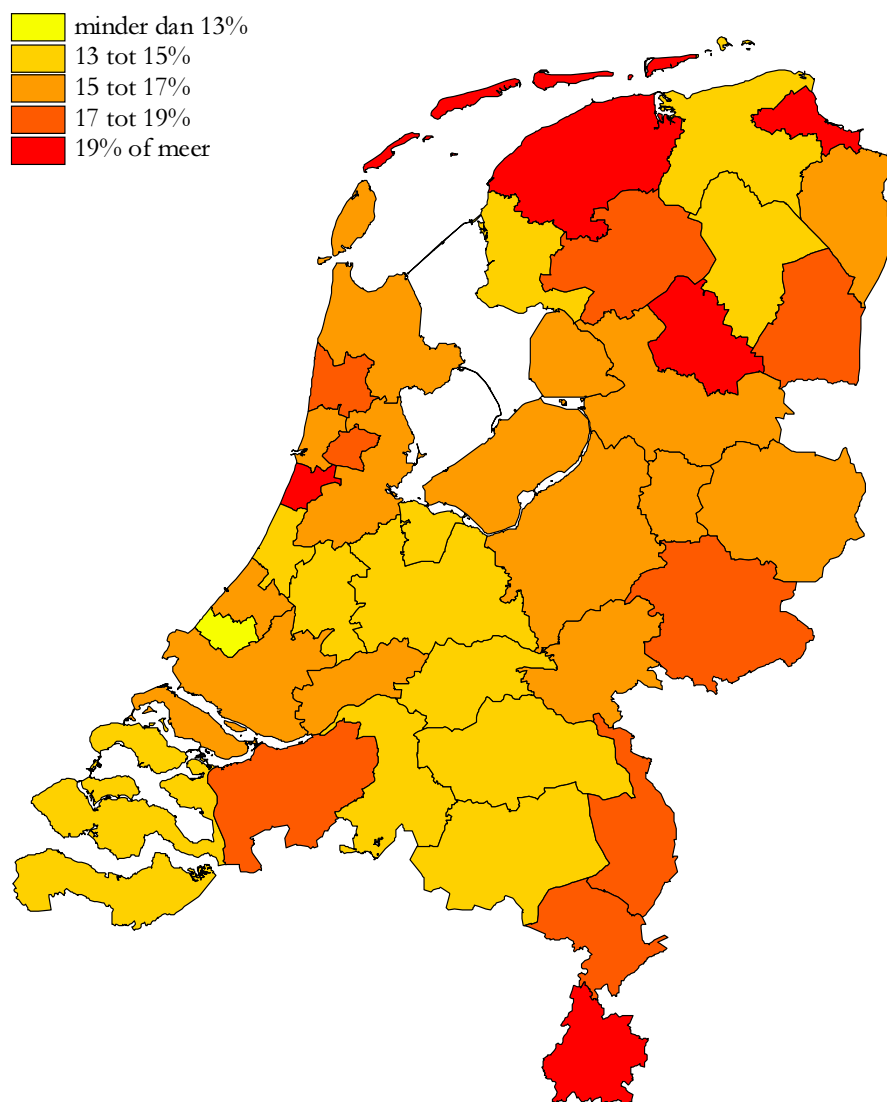 minder dan 13%
13 tot 15%
15 tot 17%
17 tot 19%
19% of meer